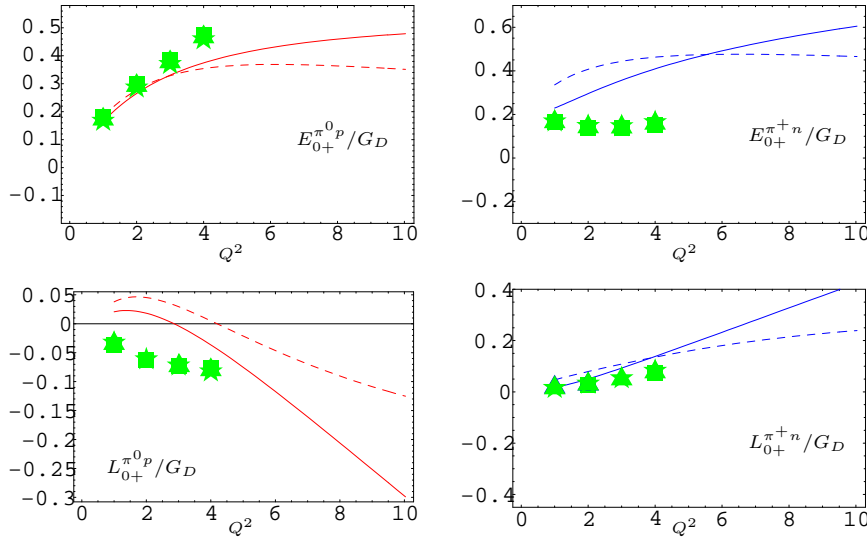 0.5
0.4
0.3
0.2
0.1
0
-0.1
0 2 4 6 8 10
Q^2
E_{0+}^{π^0 p}/G_D
0.6
0.4
0.2
0
-0.2
0 2 4 6 8 10
Q^2
E_{0+}^{π^+ n}/G_D
0.05
0
-0.05
-0.1
-0.15
-0.2
-0.25
-0.3
0 2 4 6 8 10
Q^2
L_{0+}^{π^0 p}/G_D
0.4
0.2
0
-0.2
-0.4
0 2 4 6 8 10
Q^2
L_{0+}^{π^+ n}/G_D